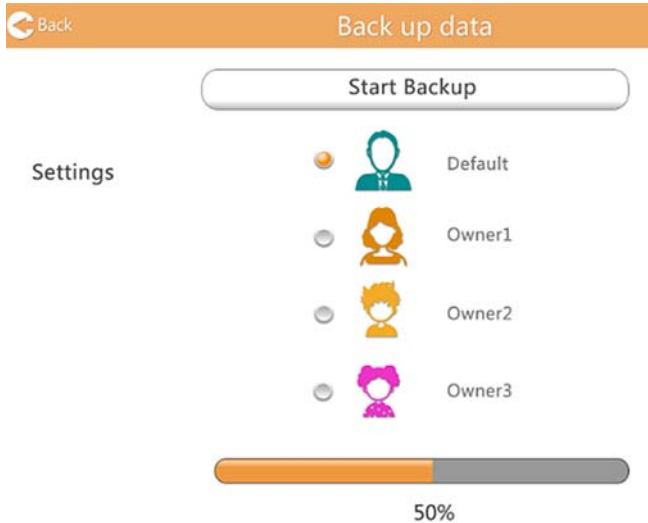 Back
Back up data
Start Backup
Settings
Default
Owner1
Owner2
Owner3
50%